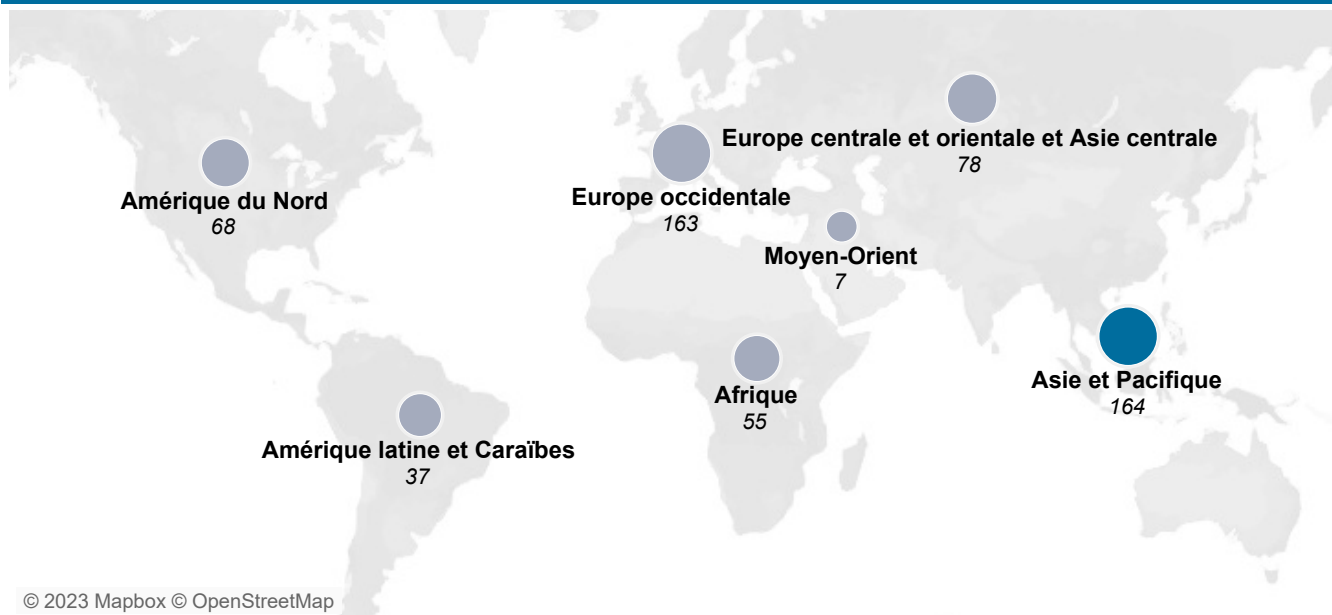 Europe centrale et orientale et Asie centrale
78
Amérique du Nord
68
Europe occidentale
163
Moyen-Orient
7
Asie et Pacifique
164
Afrique
55
Amérique latine et Caraïbes
37
© 2023 Mapbox © OpenStreetMap